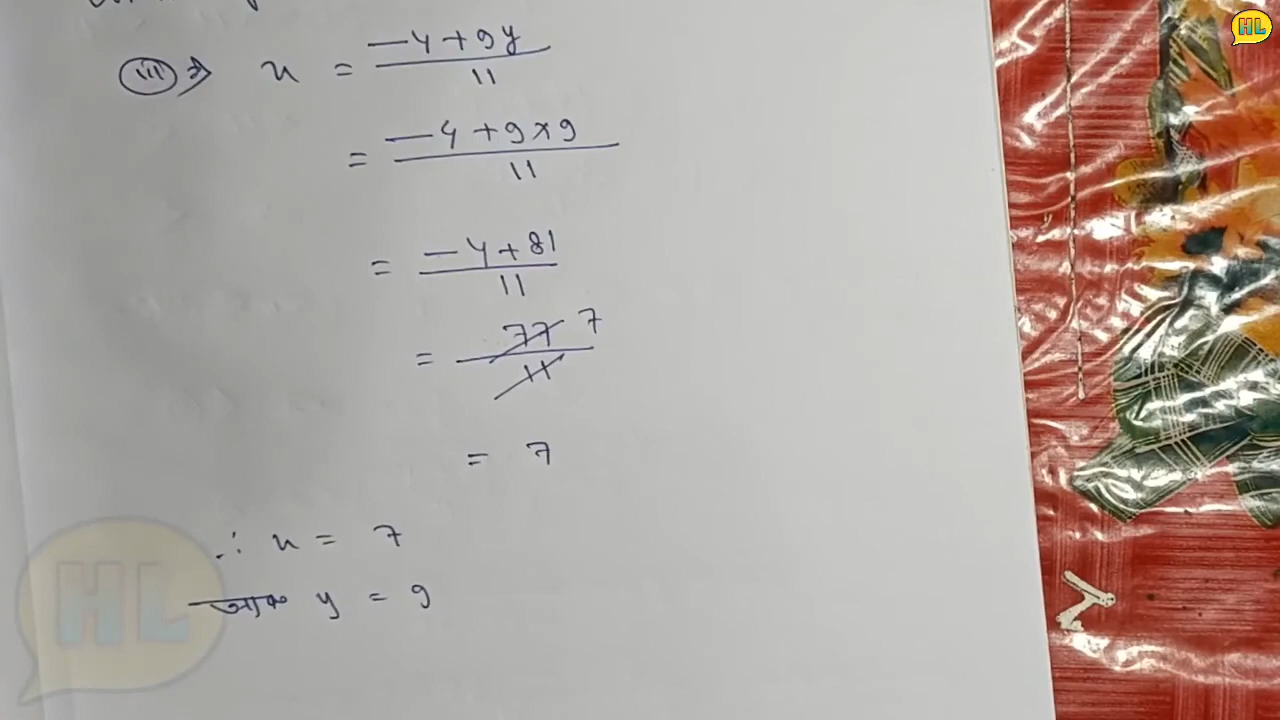 (iii) ⇒ x = (-4 + 9y)/11
= (-4 + 9 × 9)/11
= (-4 + 81)/11
= 77/11 7
= 7
∴ x = 7
আৰু y = 9
HL
HL